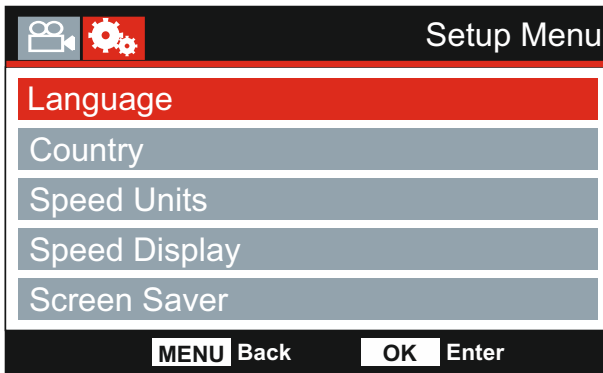 Setup Menu
Language
Country
Speed Units
Speed Display
Screen Saver
MENU Back OK Enter